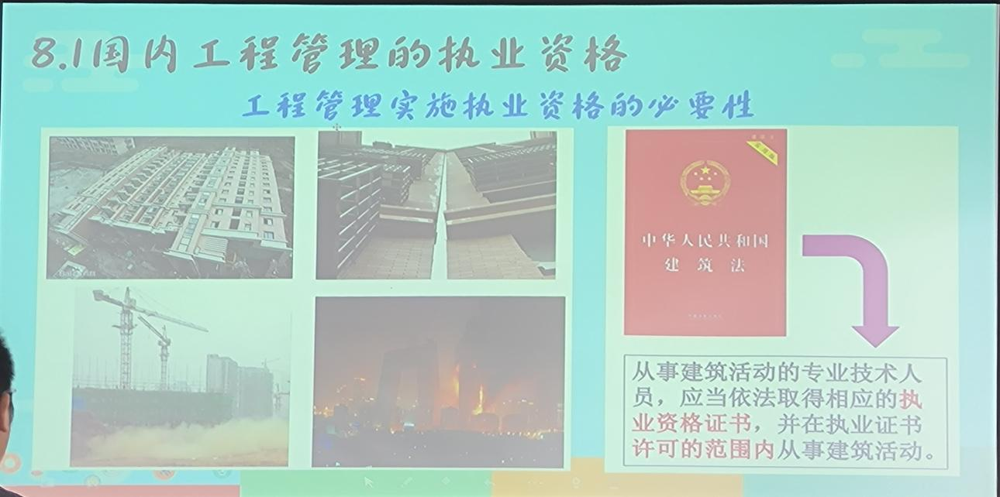 8.1国内工程管理的执业资格
工程管理实施执业资格的必要性
中华人民共和国
建筑法
从事建筑活动的专业技术人
员，应当依法取得相应的执
业资格证书，并在执业证书
许可的范围内从事建筑活动。